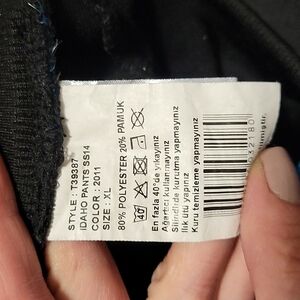 STYLE : T39387
IDAHO PANTS SS14
COLOR : 2011
SIZE : XL
80% POLYESTER 20% PAMUK
40
En fazla 40'de yıkayınız
Ağartıcı kullanmayınız
Silindirde kurutma yapmayınız
Ilık ütü yapınız
Kuru temizleme yapmayınız